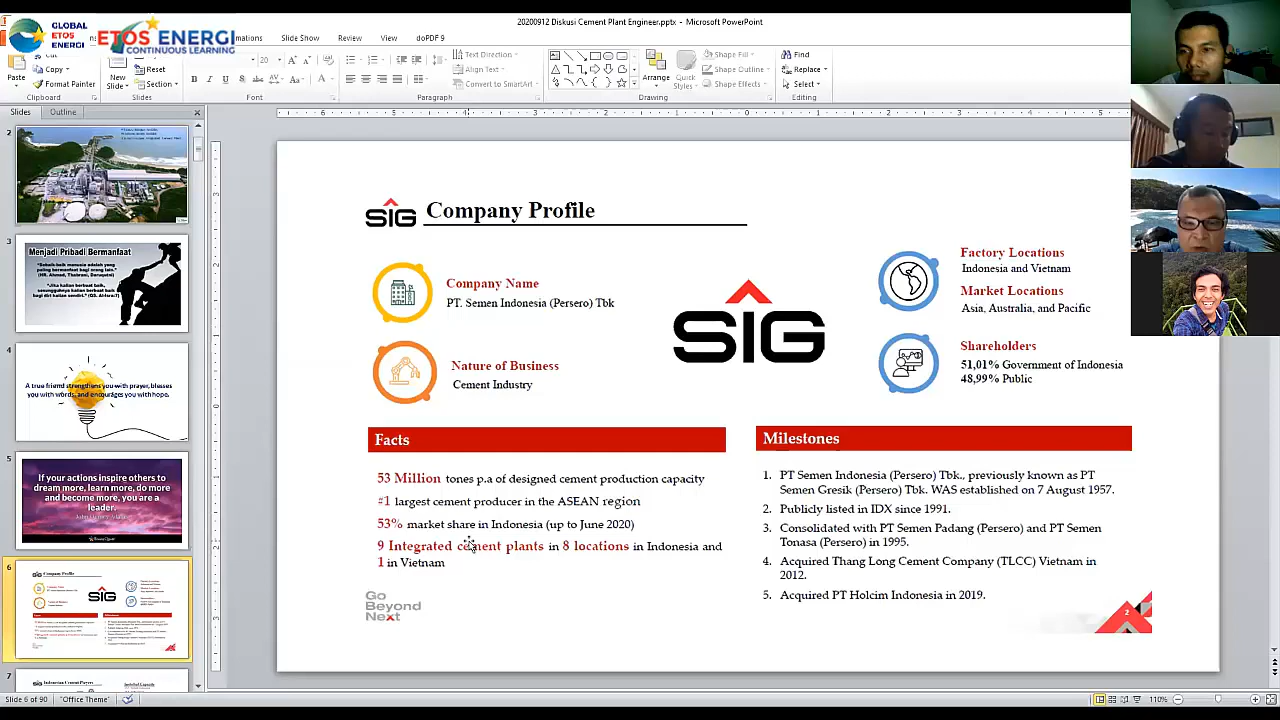 20200912 Diskusi Cement Plant Engineer.pptx - Microsoft PowerPoint
GLOBAL
ETOS
ENERGI
ETOS ENERGI
CONTINUOUS LEARNING
Slide Show
Review
View
doPDF 9
Paste
Copy
Format Painter
Clipboard
New
Slide
Reset
Section
Slides
20
Font
Text Direction
Align Text
Convert to SmartArt
Paragraph
Arrange
Quick
Styles
Shape Fill
Shape Outline
Shape Effects
Drawing
Find
Replace
Select
Editing
Slides
Outline
2
3
Menjadi Pribadi Bermanfaat
4
A true friend strengthens you with prayer, blesses
you with words, and encourages you with hope.
5
If your actions inspire others to
dream more, learn more, do more
and become more, you are a
leader.
6
Company Profile
SIG
7
SIG Company Profile
Company Name
PT. Semen Indonesia (Persero) Tbk
Nature of Business
Cement Industry
SIG
Factory Locations
Indonesia and Vietnam
Market Locations
Asia, Australia, and Pacific
Shareholders
51,01% Government of Indonesia
48,99% Public
Facts
53 Million tones p.a of designed cement production capacity
#1 largest cement producer in the ASEAN region
53% market share in Indonesia (up to June 2020)
9 Integrated cement plants in 8 locations in Indonesia and
1 in Vietnam
Go
Beyond
Next
Milestones
1. PT Semen Indonesia (Persero) Tbk., previously known as PT
Semen Gresik (Persero) Tbk. WAS established on 7 August 1957.
2. Publicly listed in IDX since 1991.
3. Consolidated with PT Semen Padang (Persero) and PT Semen
Tonasa (Persero) in 1995.
4. Acquired Thang Long Cement Company (TLCC) Vietnam in
2012.
5. Acquired PT Holcim Indonesia in 2019.
2
Slide 6 of 90
"Office Theme"
110%